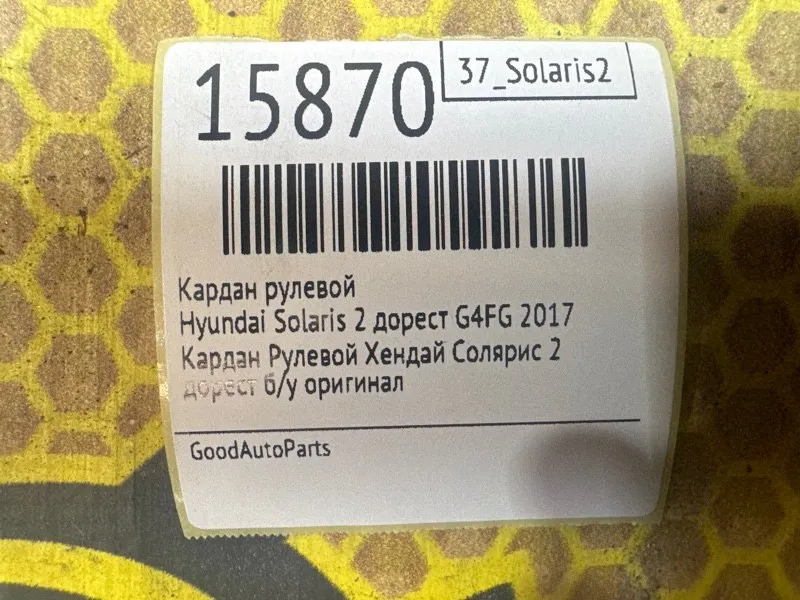 15870
37_Solaris2
Кардан рулевой
Hyundai Solaris 2 дорест G4FG 2017
Кардан Рулевой Хендай Солярис 2
дорест б/у оригинал
GoodAutoParts